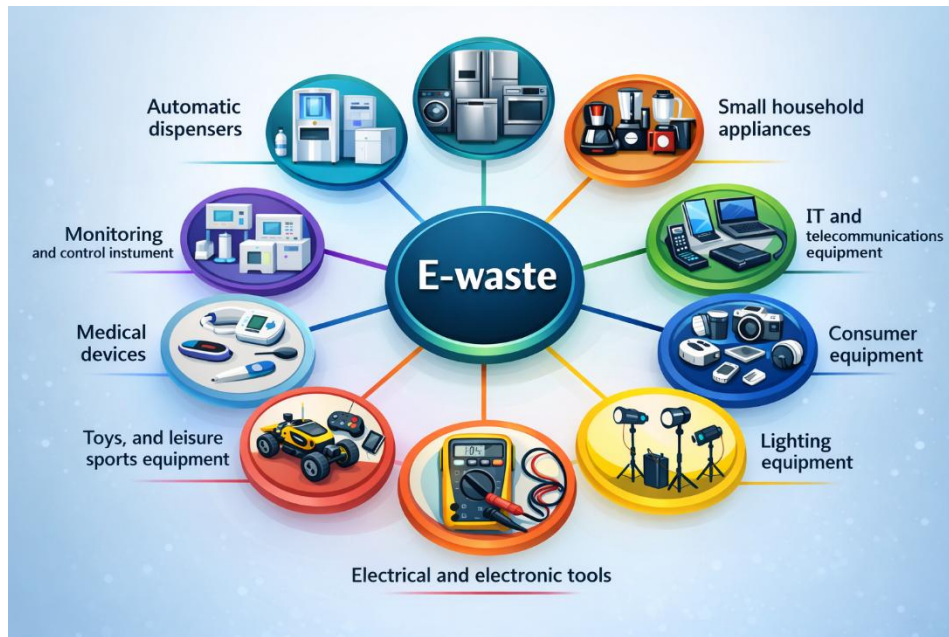 Automatic
dispensers
Small household
appliances
Monitoring
and control instument
E-waste
IT and
telecommunications
equipment
Medical
devices
Consumer
equipment
Toys, and leisure
sports equipment
104
Lighting
equipment
Electrical and electronic tools